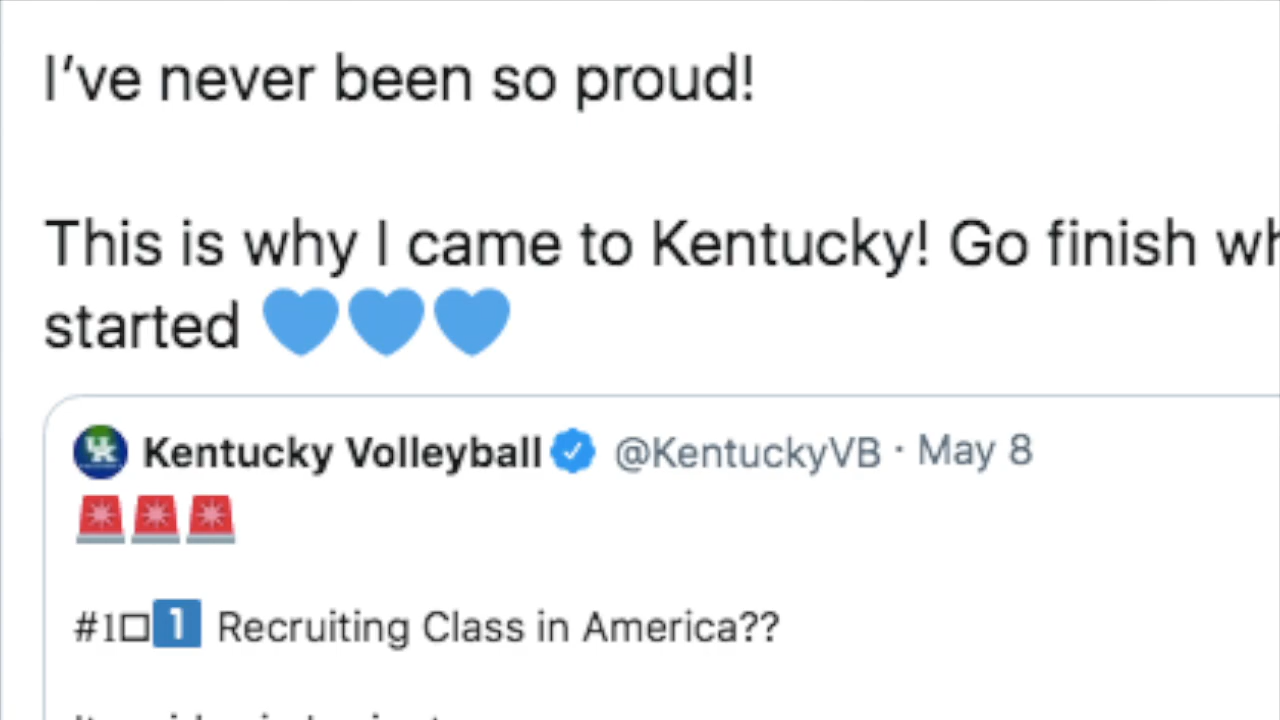 I've never been so proud!
This is why I came to Kentucky! Go finish
started 💙💙💙
Kentucky Volleyball @KentuckyVB · May 8
🚨🚨🚨
#1□1️⃣ Recruiting Class in America??